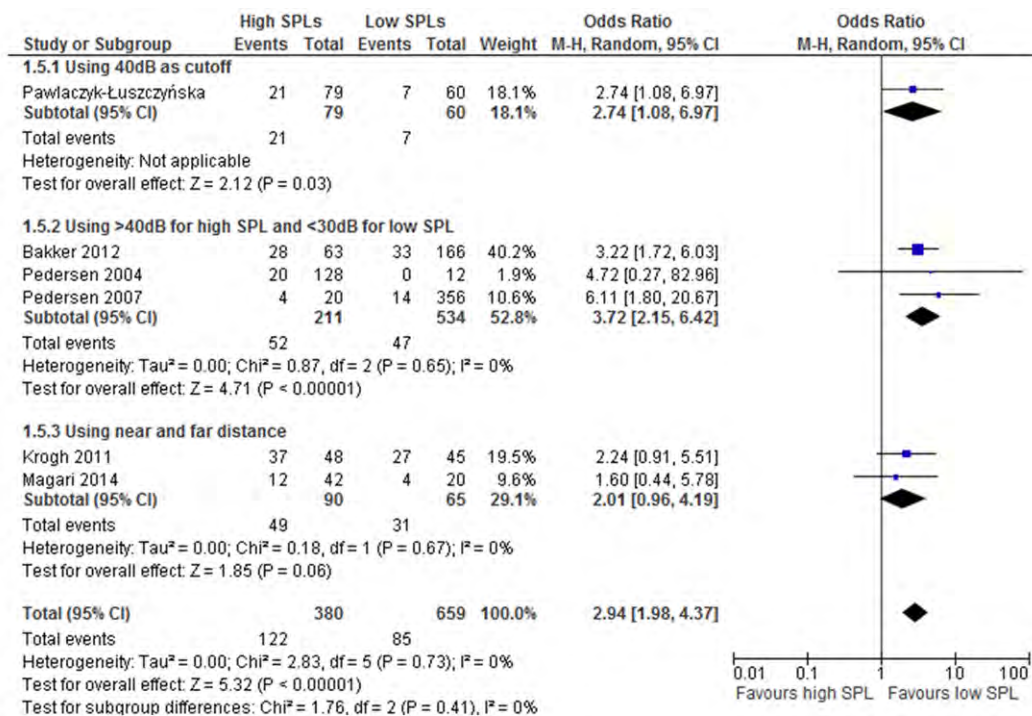 High SPLs Low SPLs Odds Ratio Odds Ratio
Study or Subgroup Events Total Events Total Weight M-H, Random, 95% CI M-H, Random, 95% CI
1.5.1 Using 40dB as cutoff
Pawlaczyk-Łuszczyńska 21 79 7 60 18.1% 2.74 [1.08, 6.97]
Subtotal (95% CI) 79 60 18.1% 2.74 [1.08, 6.97]
Total events 21 7
Heterogeneity: Not applicable
Test for overall effect: Z = 2.12 (P = 0.03)
1.5.2 Using >40dB for high SPL and <30dB for low SPL
Bakker 2012 28 63 33 166 40.2% 3.22 [1.72, 6.03]
Pedersen 2004 20 128 0 12 1.9% 4.72 [0.27, 82.96]
Pedersen 2007 4 20 14 356 10.6% 6.11 [1.80, 20.67]
Subtotal (95% CI) 211 534 52.8% 3.72 [2.15, 6.42]
Total events 52 47
Heterogeneity: Tau² = 0.00; Chi² = 0.87, df = 2 (P = 0.65); I² = 0%
Test for overall effect: Z = 4.71 (P < 0.00001)
1.5.3 Using near and far distance
Krogh 2011 37 48 27 45 19.5% 2.24 [0.91, 5.51]
Magari 2014 12 42 4 20 9.6% 1.60 [0.44, 5.78]
Subtotal (95% CI) 90 65 29.1% 2.01 [0.96, 4.19]
Total events 49 31
Heterogeneity: Tau² = 0.00; Chi² = 0.18, df = 1 (P = 0.67); I² = 0%
Test for overall effect: Z = 1.85 (P = 0.06)
Total (95% CI) 380 659 100.0% 2.94 [1.98, 4.37]
Total events 122 85
Heterogeneity: Tau² = 0.00; Chi² = 2.83, df = 5 (P = 0.73); I² = 0%
Test for overall effect: Z = 5.32 (P < 0.00001)
Test for subgroup differences: Chi² = 1.76, df = 2 (P = 0.41), I² = 0%
0.01 0.1 1 10 100
Favours high SPL Favours low SPL